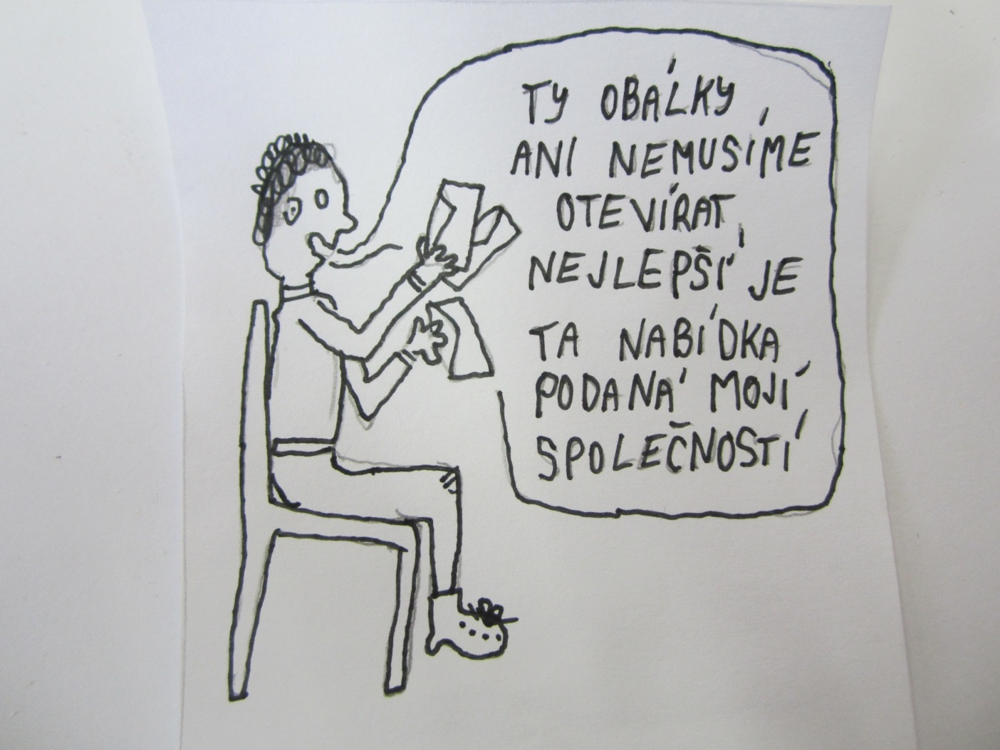 TY OBÁLKY
ANI NEMUSÍME
OTEVÍRAT,
NEJLEPŠÍ JE
TA NABÍDKA
PODANÁ MOJÍ
SPOLEČNOSTÍ